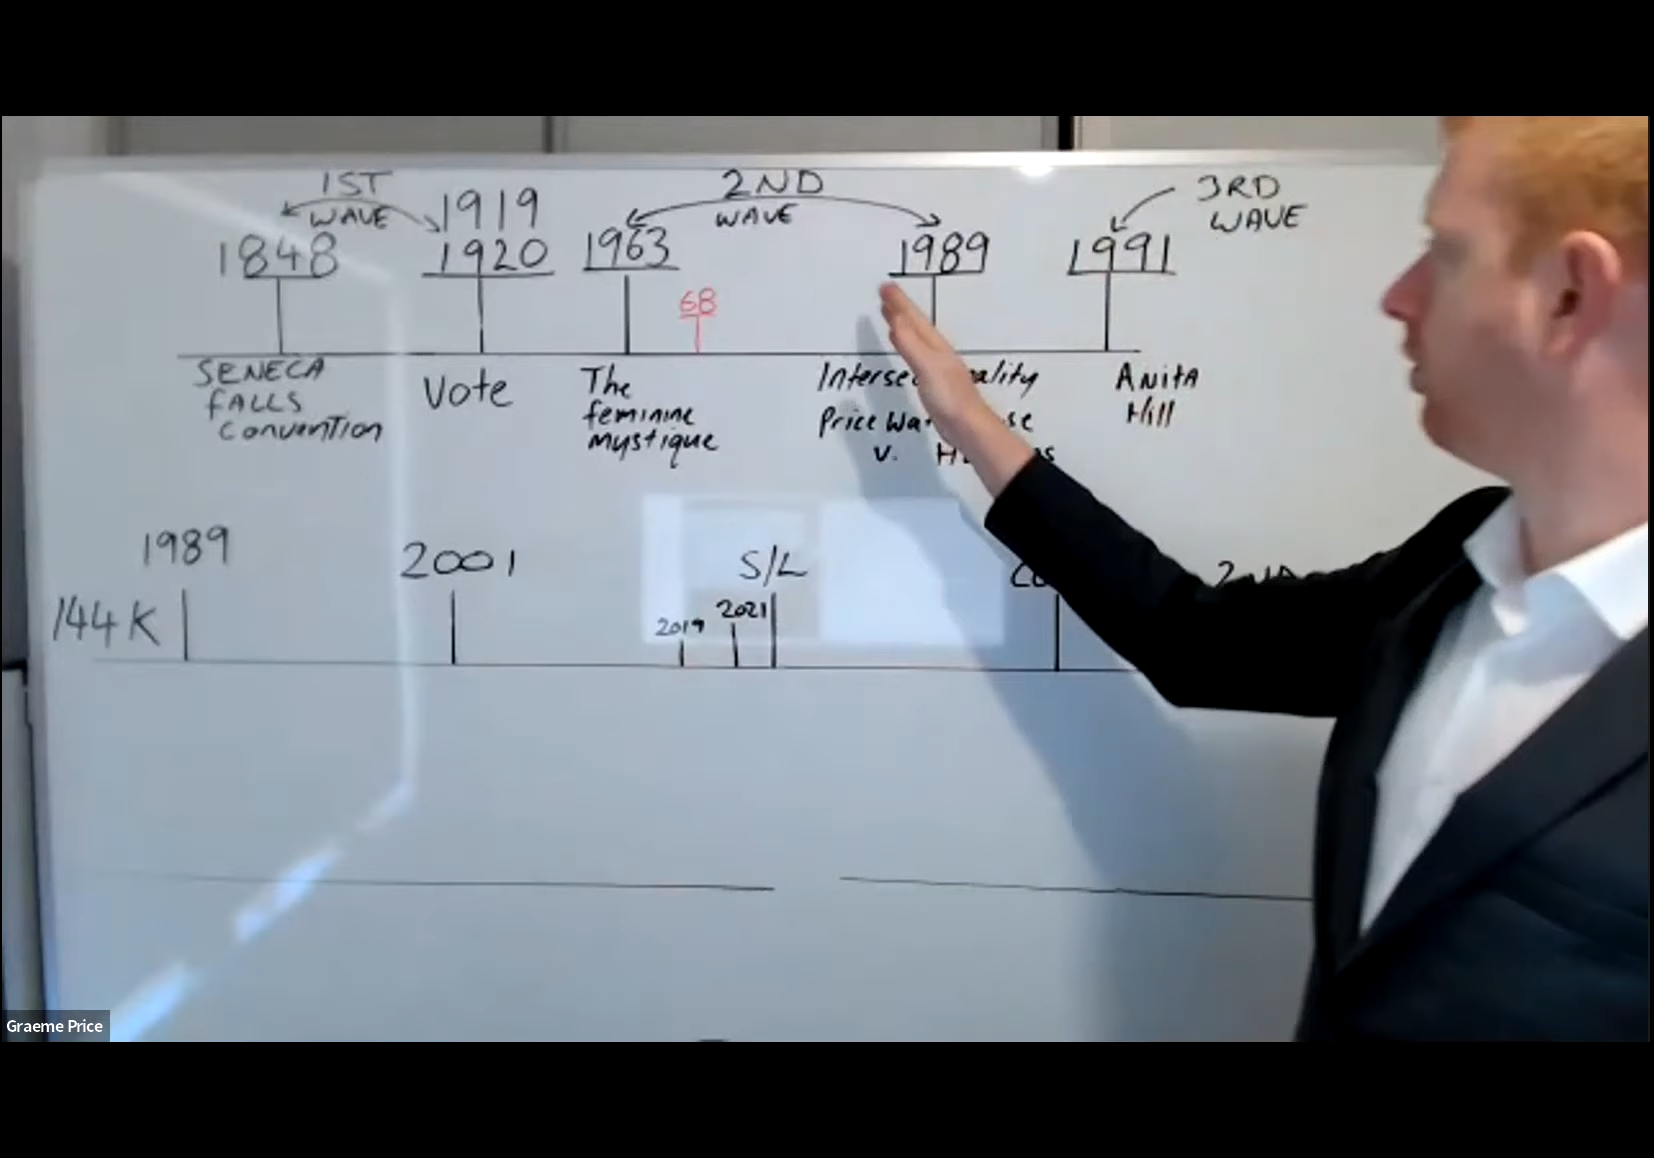 1ST
WAVE
1848
1919
1920
2ND
WAVE
1963
68
1989
1991
3RD
WAVE
SENECA
FALLS
Convention
Vote
The
feminine
mystique
v.
Anita
Hill
1989
144K
2001
2019
2021
S/L
Graeme Price